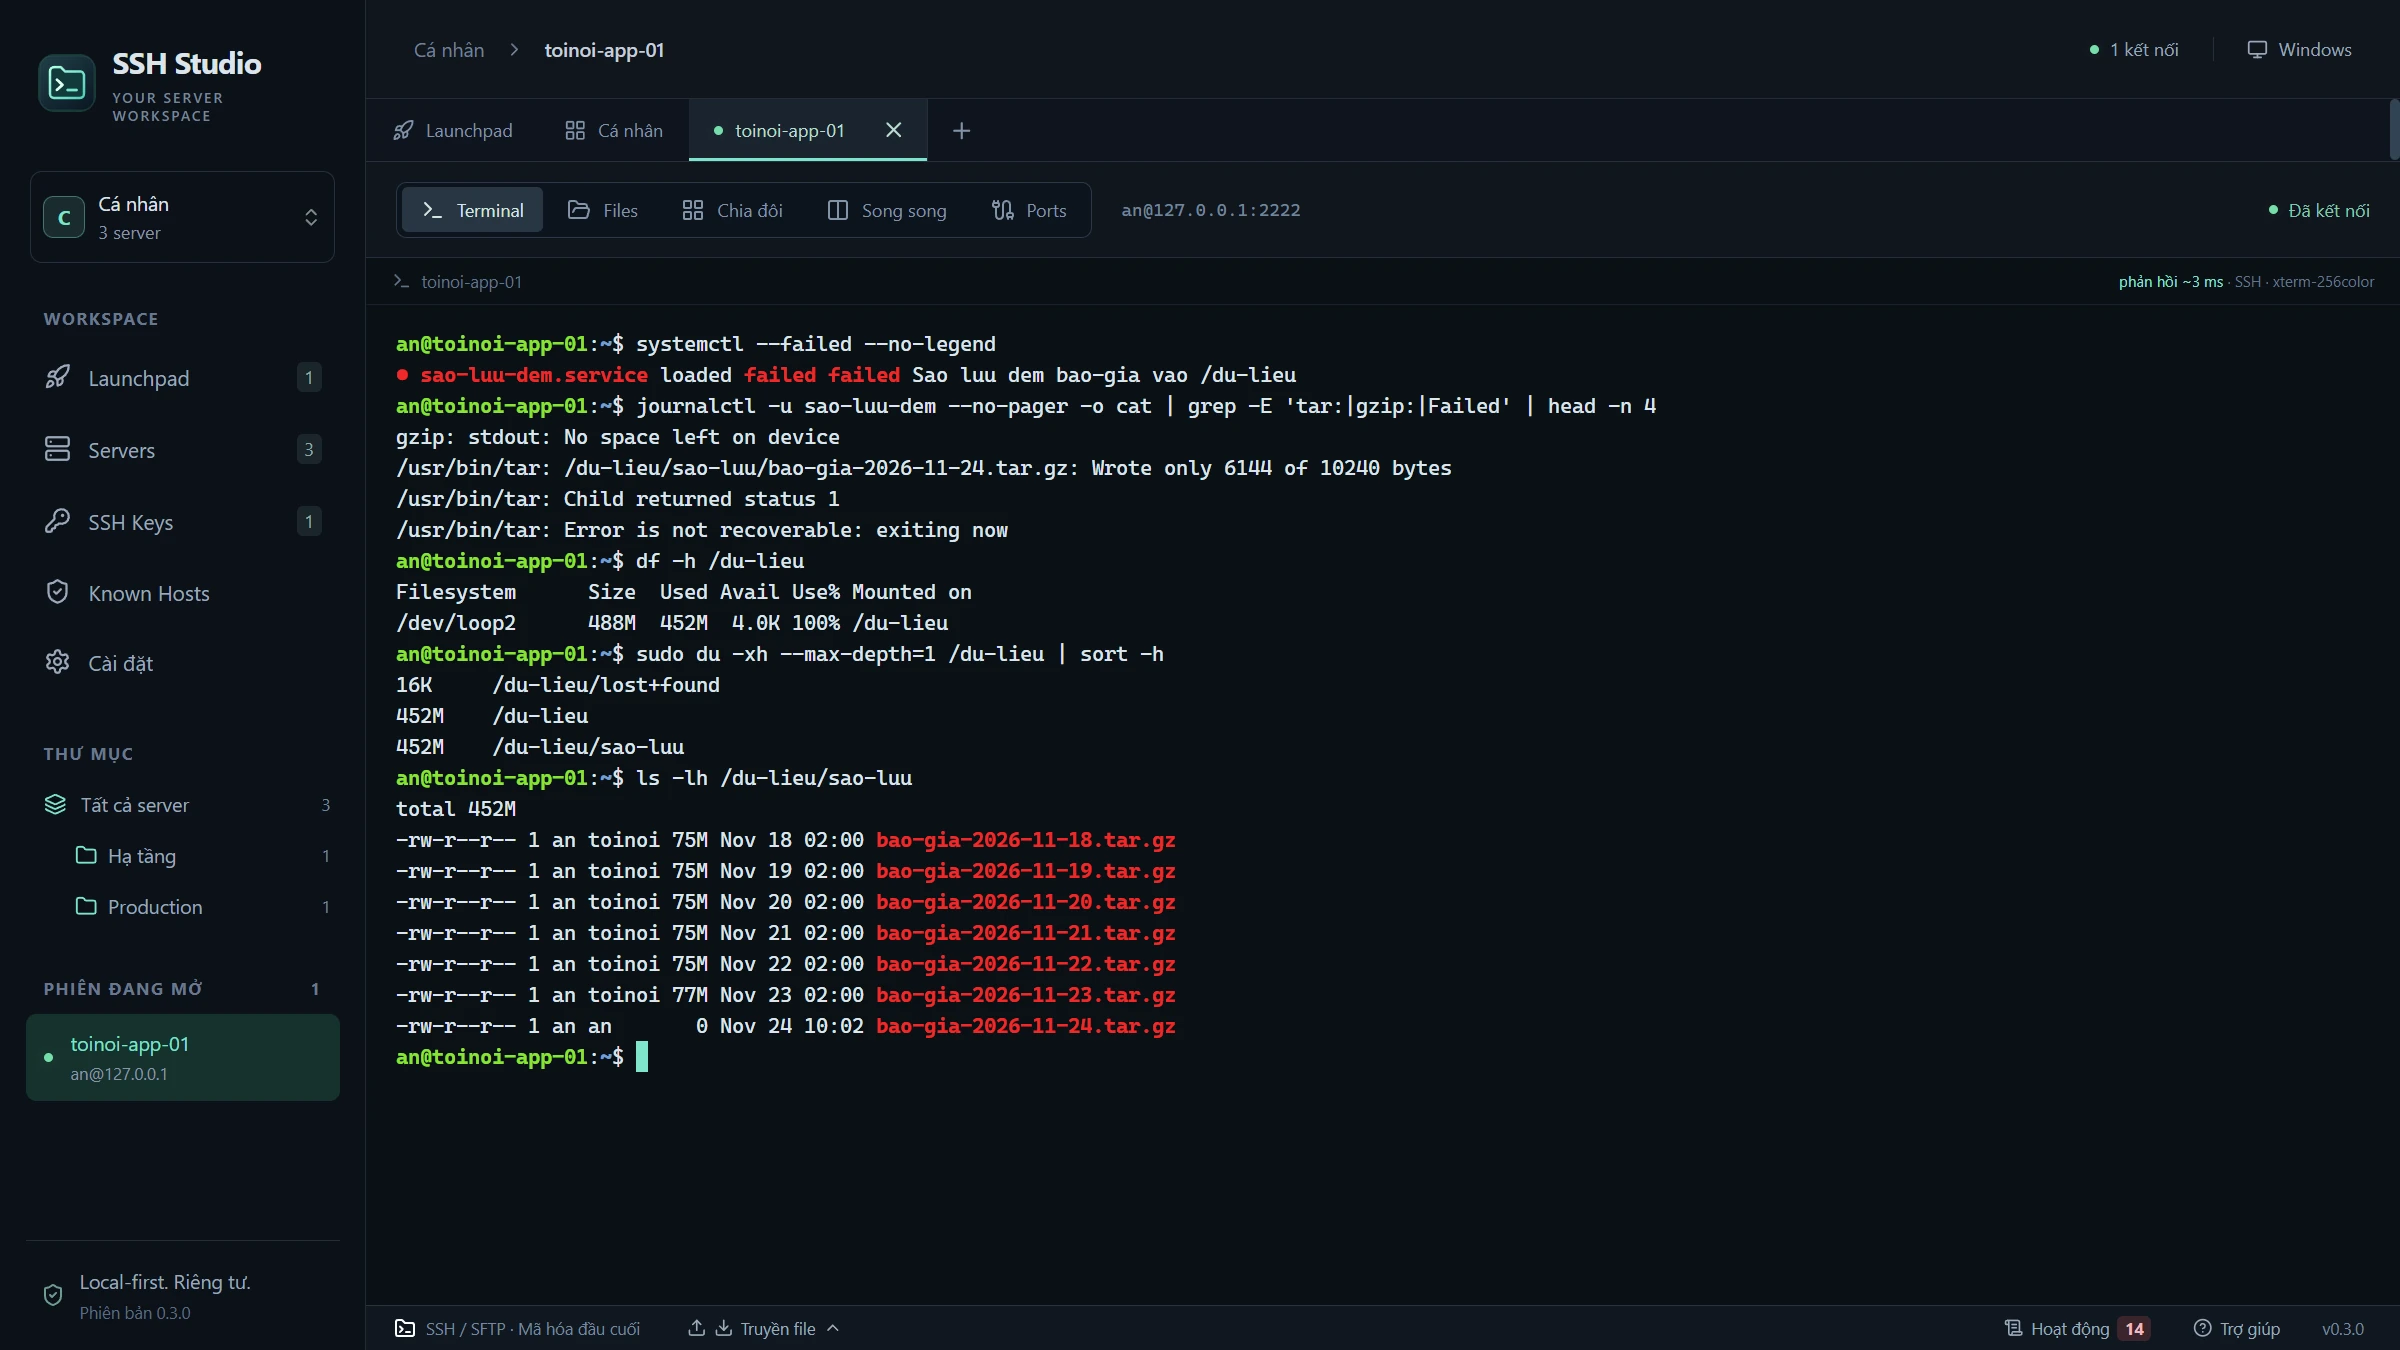 SSH Studio
YOUR SERVER
WORKSPACE
C
Cá nhân
3 server
WORKSPACE
Launchpad 1
Servers 3
SSH Keys 1
Known Hosts
Cài đặt
THƯ MỤC
Tất cả server 3
Hạ tầng 1
Production 1
PHIÊN ĐANG MỞ 1
toinoi-app-01
an@127.0.0.1
Local-first. Riêng tư.
Phiên bản 0.3.0
Cá nhân > toinoi-app-01
1 kết nối
Windows
Launchpad
Cá nhân
toinoi-app-01
Terminal
Files
Chia đôi
Song song
Ports
an@127.0.0.1:2222
Đã kết nối
toinoi-app-01
phản hồi ~3 ms · SSH · xterm-256color
an@toinoi-app-01:~$ systemctl --failed --no-legend
● sao-luu-dem.service loaded failed failed Sao luu dem bao-gia vao /du-lieu
an@toinoi-app-01:~$ journalctl -u sao-luu-dem --no-pager -o cat | grep -E 'tar:|gzip:|Failed' | head -n 4
gzip: stdout: No space left on device
/usr/bin/tar: /du-lieu/sao-luu/bao-gia-2026-11-24.tar.gz: Wrote only 6144 of 10240 bytes
/usr/bin/tar: Child returned status 1
/usr/bin/tar: Error is not recoverable: exiting now
an@toinoi-app-01:~$ df -h /du-lieu
Filesystem      Size  Used Avail Use% Mounted on
/dev/loop2      488M  452M  4.0K 100% /du-lieu
an@toinoi-app-01:~$ sudo du -xh --max-depth=1 /du-lieu | sort -h
16K     /du-lieu/lost+found
452M    /du-lieu
452M    /du-lieu/sao-luu
an@toinoi-app-01:~$ ls -lh /du-lieu/sao-luu
total 452M
-rw-r--r-- 1 an toinoi 75M Nov 18 02:00 bao-gia-2026-11-18.tar.gz
-rw-r--r-- 1 an toinoi 75M Nov 19 02:00 bao-gia-2026-11-19.tar.gz
-rw-r--r-- 1 an toinoi 75M Nov 20 02:00 bao-gia-2026-11-20.tar.gz
-rw-r--r-- 1 an toinoi 75M Nov 21 02:00 bao-gia-2026-11-21.tar.gz
-rw-r--r-- 1 an toinoi 75M Nov 22 02:00 bao-gia-2026-11-22.tar.gz
-rw-r--r-- 1 an toinoi 77M Nov 23 02:00 bao-gia-2026-11-23.tar.gz
-rw-r--r-- 1 an an       0 Nov 24 10:02 bao-gia-2026-11-24.tar.gz
an@toinoi-app-01:~$
SSH / SFTP · Mã hóa đầu cuối
Truyền file
Hoạt động 14
Trợ giúp
v0.3.0